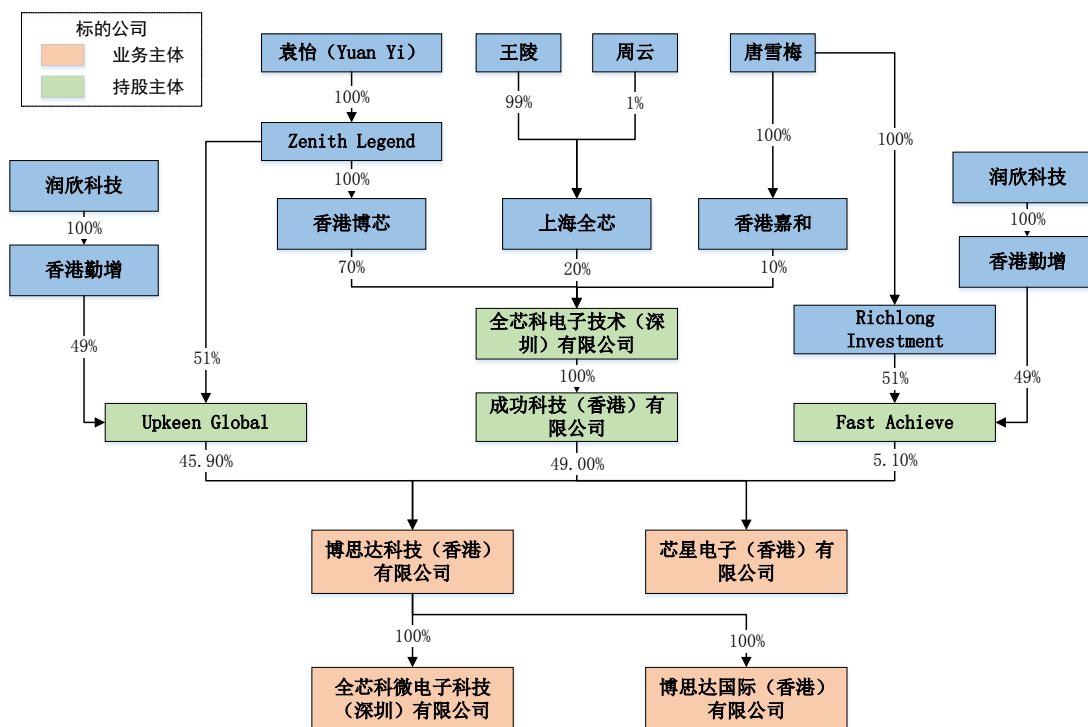 标的公司
业务主体
持股主体
袁怡（Yuan Yi）
王陵
周云
唐雪梅
100%
99%
1%
100%
100%
Zenith Legend
润欣科技
100%
润欣科技
100%
香港博芯
上海全芯
香港嘉和
100%
香港勤增
70%
20%
10%
香港勤增
全芯科电子技术（深
圳）有限公司
Richlong
Investment
49%
51%
100%
51%
49%
Upkeen Global
成功科技（香港）有
限公司
Fast Achieve
45.90%
49.00%
5.10%
博思达科技（香港）
有限公司
芯星电子（香港）有
限公司
100%
100%
全芯科微电子科技
（深圳）有限公司
博思达国际（香港）
有限公司